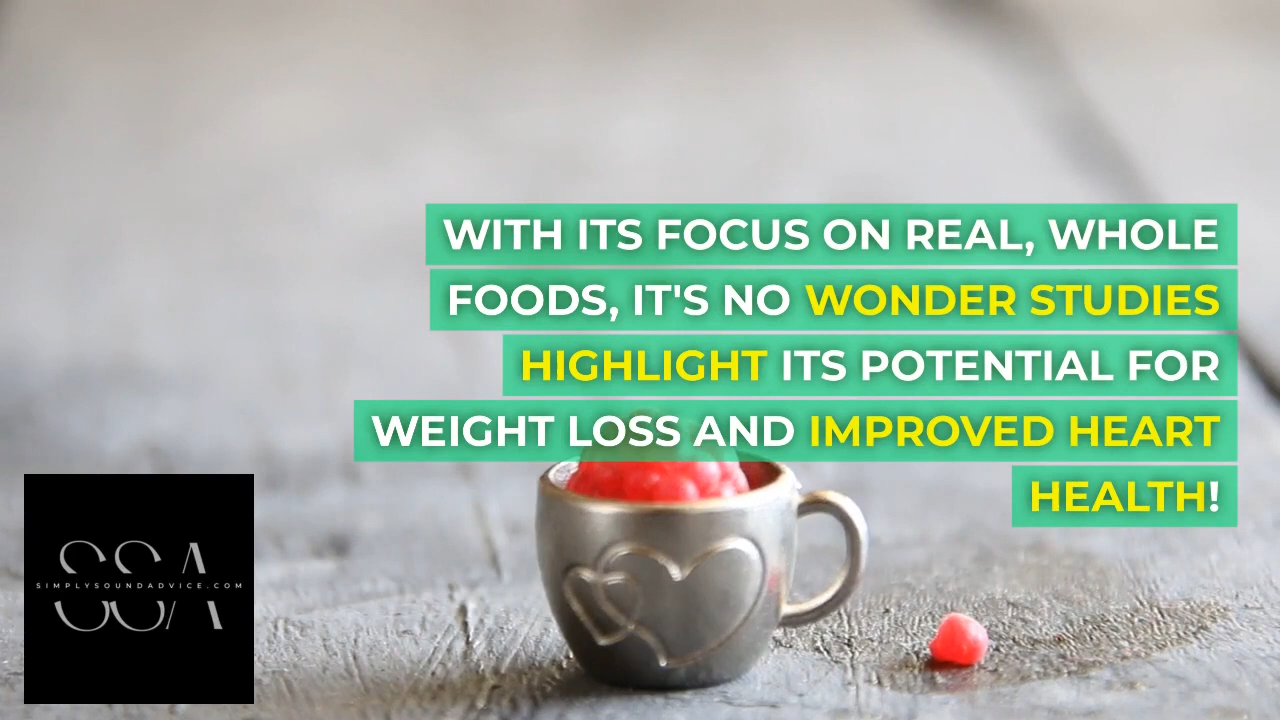 WITH ITS FOCUS ON REAL, WHOLE
FOODS, IT'S NO WONDER STUDIES
HIGHLIGHT ITS POTENTIAL FOR
WEIGHT LOSS AND IMPROVED HEART
HEALTH!
SSA
SIMPLYSOUNDADVICE.COM